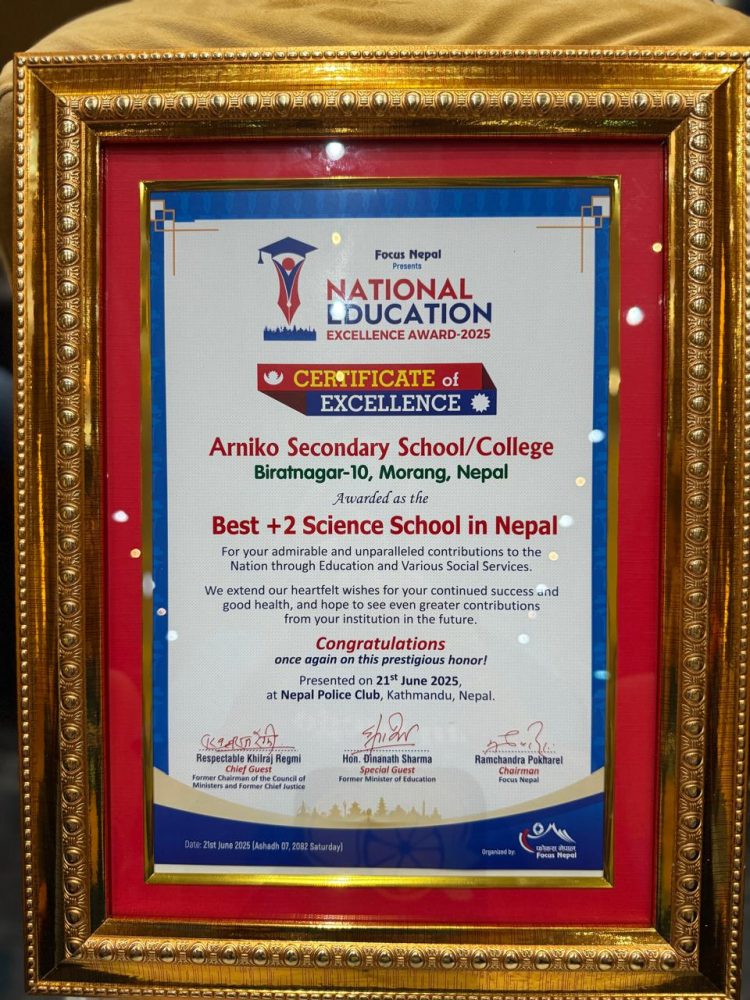 Focus Nepal
Presents
NATIONAL
EDUCATION
EXCELLENCE AWARD-2025
CERTIFICATE of
EXCELLENCE
Arniko Secondary School/College
Biratnagar-10, Morang, Nepal
Awarded as the
Best +2 Science School in Nepal
For your admirable and unparalleled contributions to the
Nation through Education and Various Social Services.
We extend our heartfelt wishes for your continued success and
good health, and hope to see even greater contributions
from your institution in the future.
Congratulations
once again on this prestigious honor!
Presented on 21st June 2025,
at Nepal Police Club, Kathmandu, Nepal.
Respectable Khilraj Regmi
Chief Guest
Former Chairman of the Council of
Ministers and Former Chief Justice
Hon. Dinanath Sharma
Special Guest
Former Minister of Education
Ramchandra Pokharel
Chairman
Focus Nepal
Date: 21st June 2025 (Ashadh 07, 2082 Saturday)
Organized by:
फोकस नेपाल
Focus Nepal